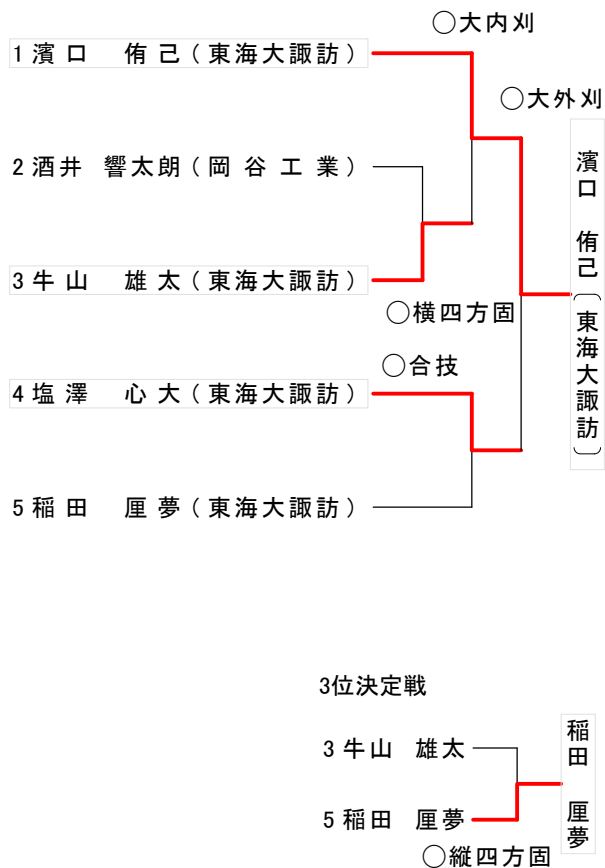 ○大内刈
1 濱口 侑己(東海大諏訪)
○大外刈
2 酒井 響太朗(岡谷工業)
濱口 侑己(東海大諏訪)
3 牛山 雄太(東海大諏訪)
○横四方固
○合技
4 塩澤 心大(東海大諏訪)
5 稲田 厘夢(東海大諏訪)
3位決定戦
3 牛山 雄太
稲田 厘夢
5 稲田 厘夢
○縦四方固